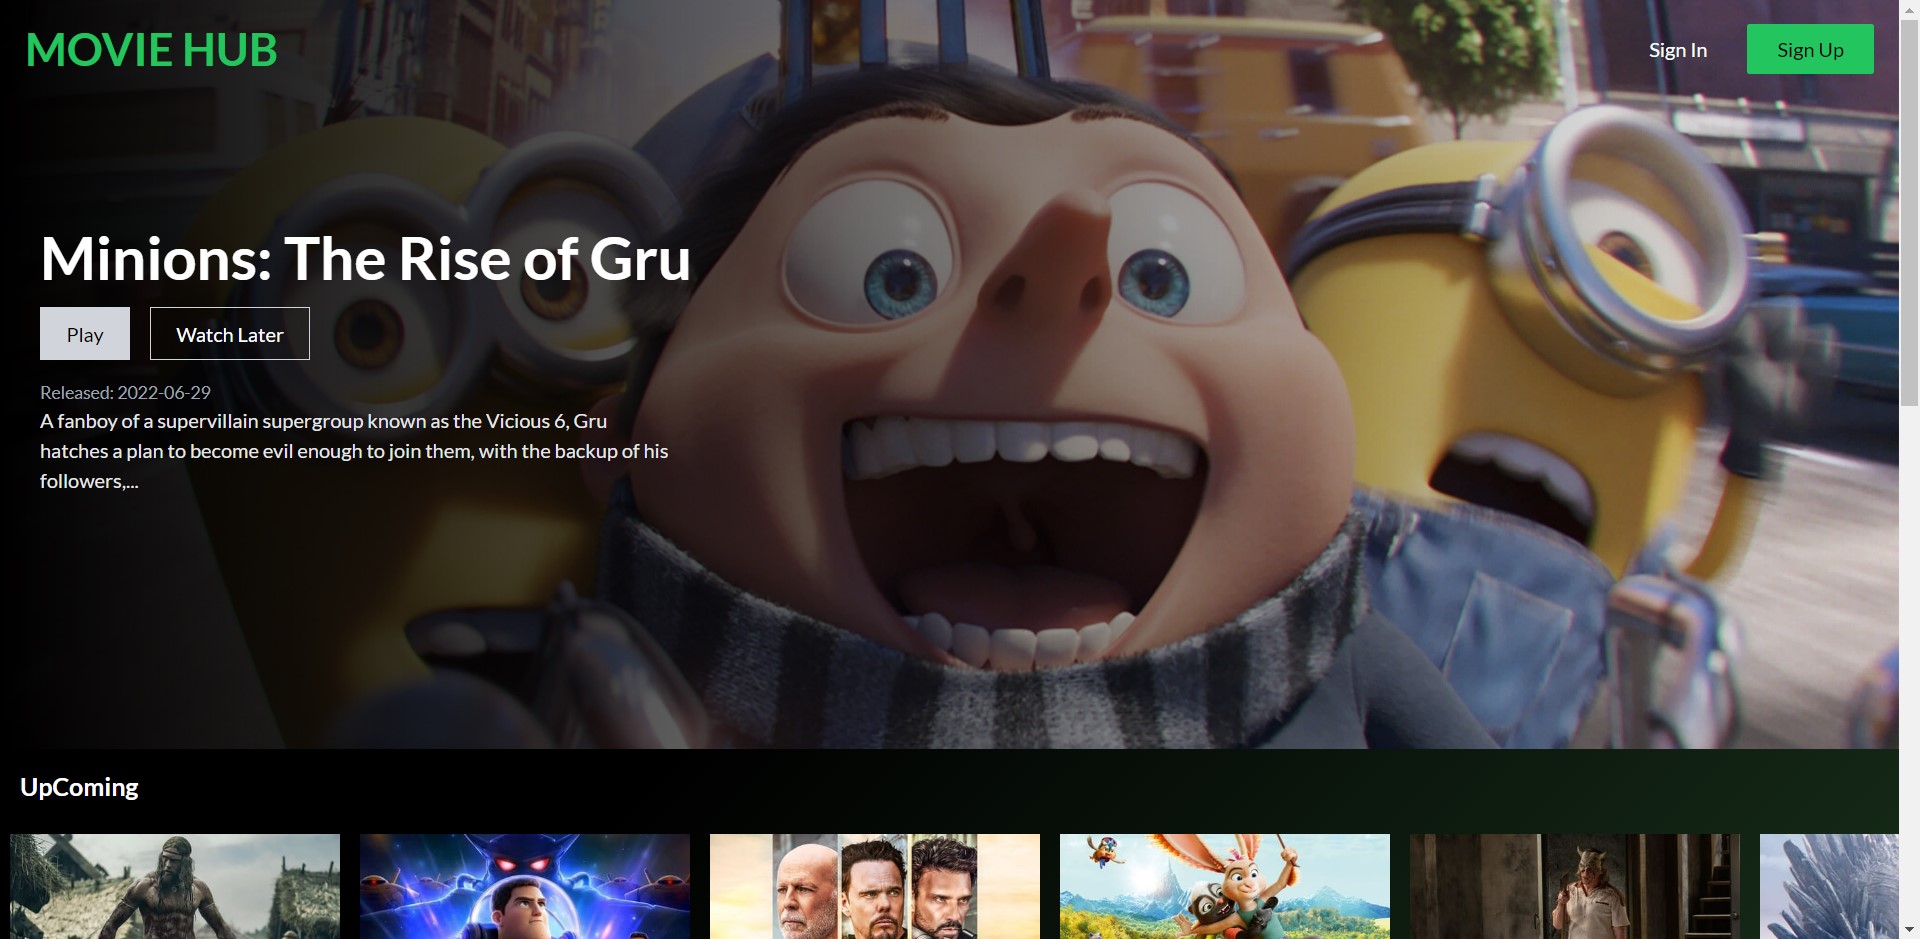 MOVIE HUB
Sign In
Sign Up
Minions: The Rise of Gru
Play
Watch Later
Released: 2022-06-29
A fanboy of a supervillain supergroup known as the Vicious 6, Gru
hatches a plan to become evil enough to join them, with the backup of his
followers,...
UpComing